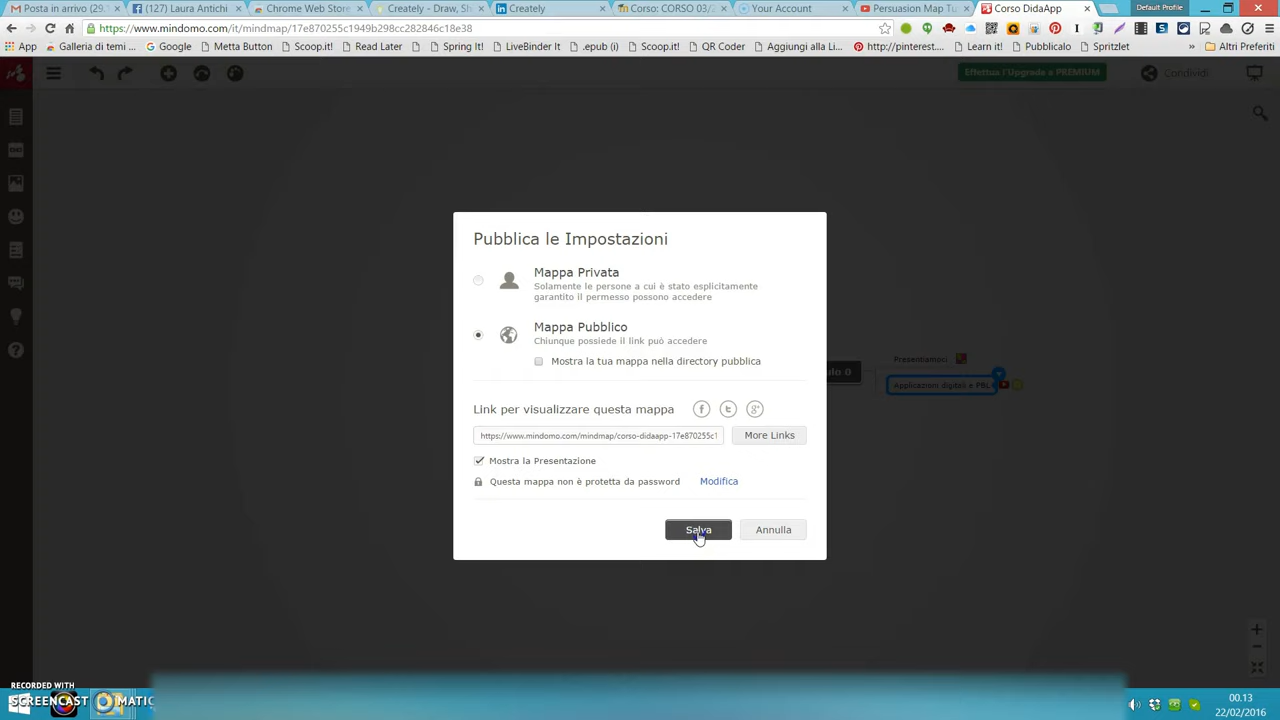 Posta in arrivo (29.
(127) Laura Antichi
Chrome Web Store
Creately - Draw, Sh
Creately
Corso: CORSO 03/
Your Account
Persuasion Map Tu
Corso DidaApp
Default Profile
https://www.mindomo.com/it/mindmap/17e870255c1949b298cc282846c18e38
App
Galleria di temi ...
Google
Metta Button
Scoop.it!
Read Later
Spring It!
LiveBinder It
.epub (i)
Scoop.it!
QR Coder
Aggiungi alla Li...
http://pinterest....
Learn it!
Pubblicalo
Spritzlet
»
Altri Preferiti
Effettua l'Upgrade a PREMIUM
Condividi
Pubblica le Impostazioni
Mappa Privata
Solamente le persone a cui è stato esplicitamente
garantito il permesso possono accedere
Mappa Pubblico
Chiunque possiede il link può accedere
Mostra la tua mappa nella directory pubblica
ulo 0
Presentiamoci
Applicazioni digitali e PBL
Link per visualizzare questa mappa
https://www.mindomo.com/mindmap/corso-didaapp-17e870255c1
More Links
Mostra la Presentazione
Questa mappa non è protetta da password
Modifica
Salva
Annulla
RECORDED WITH
SCREENCAST MATIC
00.13
22/02/2016